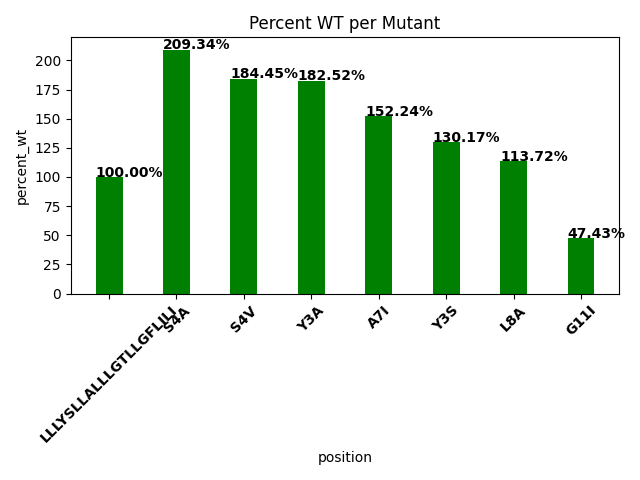 Percent WT per Mutant
percent_wt
200
175
150
125
100
75
50
25
0
100.00%
209.34%
184.45%
182.52%
152.24%
130.17%
113.72%
47.43%
LLLYSLLALLLGTLLGFLILI
S4A
S4V
Y3A
A7I
Y3S
L8A
G11I
position